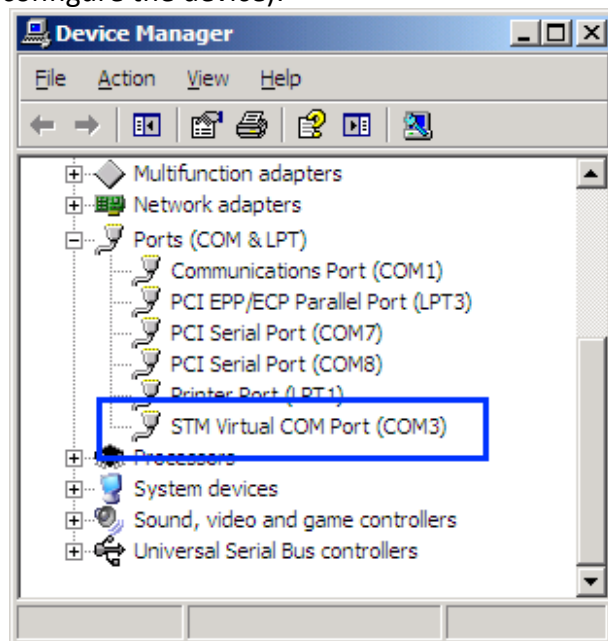 configure the device).
Device Manager
File Action View Help
Multifunction adapters
Network adapters
Ports (COM & LPT)
Communications Port (COM1)
PCI EPP/ECP Parallel Port (LPT3)
PCI Serial Port (COM7)
PCI Serial Port (COM8)
Printer Port (LPT1)
STM Virtual COM Port (COM3)
Processors
System devices
Sound, video and game controllers
Universal Serial Bus controllers